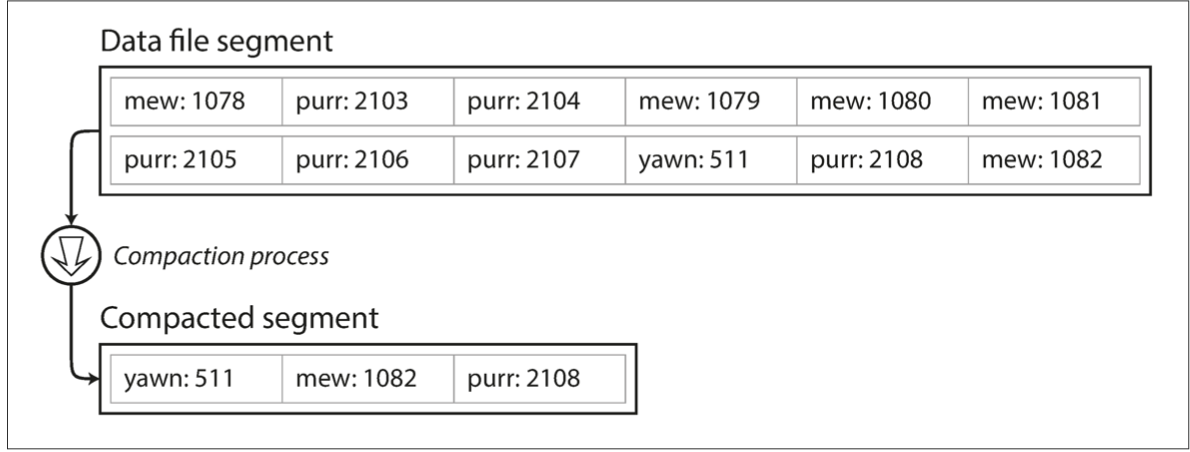 Data file segment
mew: 1078 purr: 2103 purr: 2104 mew: 1079 mew: 1080 mew: 1081
purr: 2105 purr: 2106 purr: 2107 yawn: 511 purr: 2108 mew: 1082
Compaction process
Compacted segment
yawn: 511 mew: 1082 purr: 2108